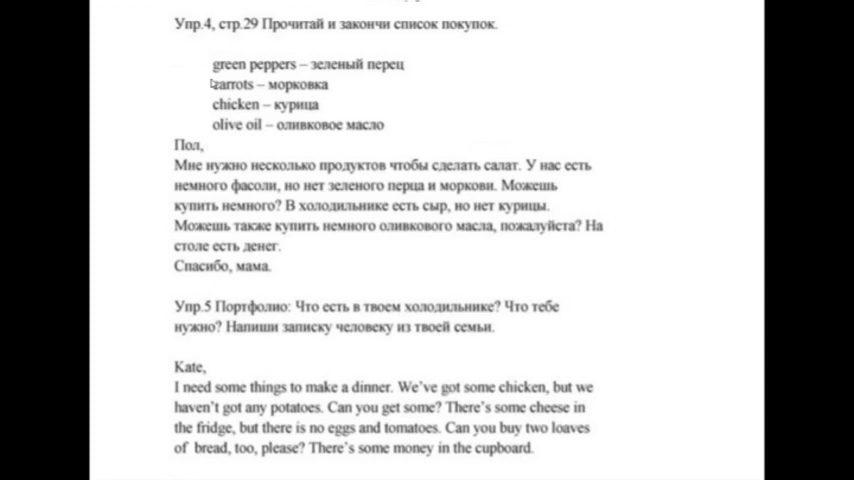 Упр.4, стр.29 Прочитай и закончи список покупок.
green peppers – зеленый перец
carrots – морковка
chicken – курица
olive oil – оливковое масло
Пол,
Мне нужно несколько продуктов чтобы сделать салат. У нас есть
немного фасоли, но нет зеленого перца и моркови. Можешь
купить немного? В холодильнике есть сыр, но нет курицы.
Можешь также купить немного оливкового масла, пожалуйста? На
столе есть денег.
Спасибо, мама.
Упр.5 Портфолио: Что есть в твоем холодильнике? Что тебе
нужно? Напиши записку человеку из твоей семьи.
Kate,
I need some things to make a dinner. We’ve got some chicken, but we
haven’t got any potatoes. Can you get some? There’s some cheese in
the fridge, but there is no eggs and tomatoes. Can you buy two loaves
of bread, too, please? There’s some money in the cupboard.